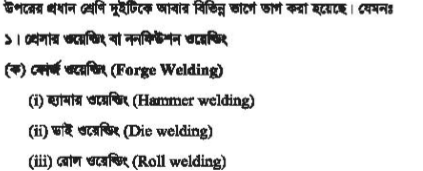 উপরের প্রধান শ্রেণি দুইটিকে আবার বিভিন্ন ভাগে ভাগ করা হয়েছে। যেমনঃ
১। প্রেসার ওয়েল্ডিং বা ননফিউশন ওয়েল্ডিং
(ক) ফোর্জ ওয়েল্ডিং (Forge Welding)
(i) হ্যামার ওয়েল্ডিং (Hammer welding)
(ii) ডাই ওয়েল্ডিং (Die welding)
(iii) রোল ওয়েল্ডিং (Roll welding)